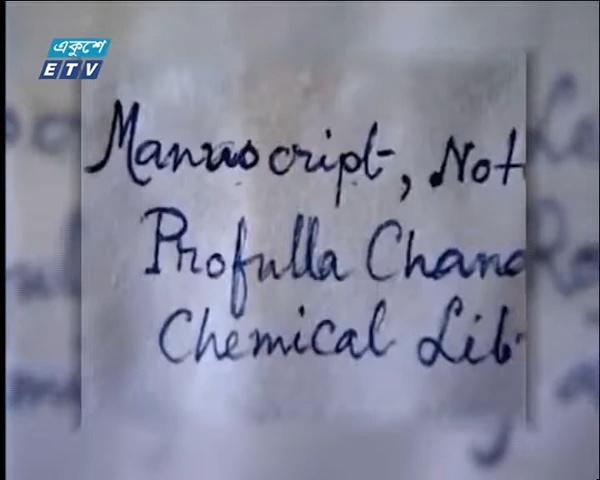 একুশে
ETV
Manuscript, Not
Profulla Chand
Chemical Lib